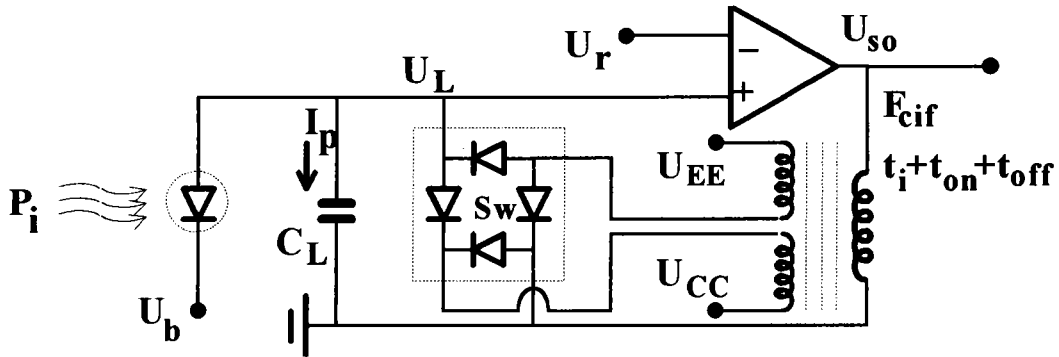 U_so
U_r
−
+
U_L
F_cif
I_p
U_EE
t_i+t_on+t_off
P_i
Sw
C_L
U_CC
U_b